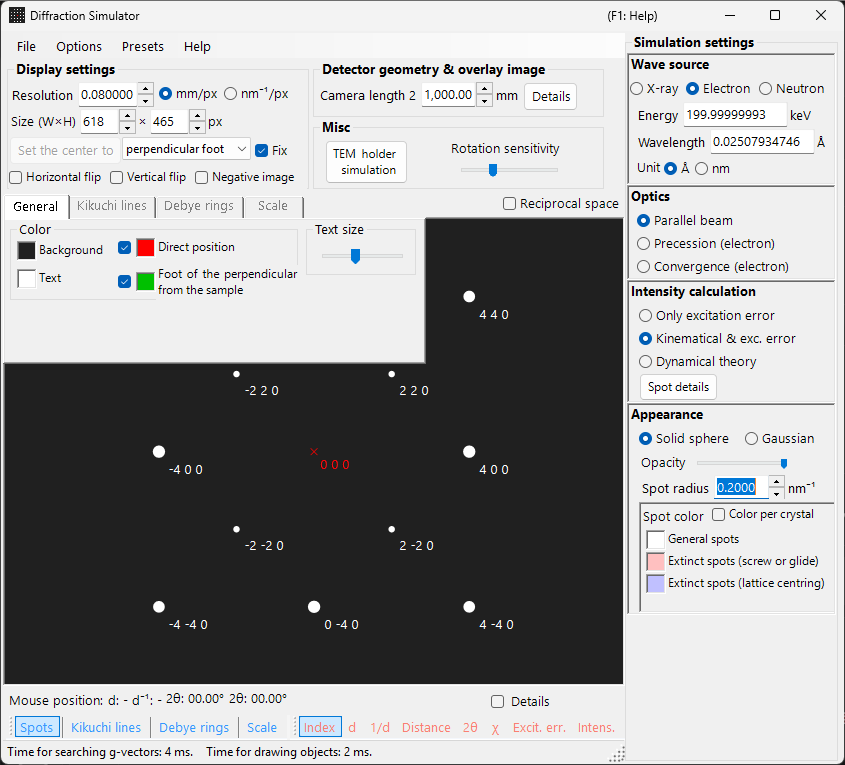 Diffraction Simulator (F1: Help)
File Options Presets Help
Display settings
Resolution 0.080000 mm/px nm⁻¹/px
Size (W×H) 618 × 465 px
Set the center to perpendicular foot Fix
Horizontal flip Vertical flip Negative image
Detector geometry & overlay image
Camera length 2 1,000.00 mm Details
Misc
TEM holder
simulation
Rotation sensitivity
General Kikuchi lines Debye rings Scale
Reciprocal space
Color
Background Direct position
Text Foot of the perpendicular
from the sample
Text size
4 4 0
-2 2 0 2 2 0
-4 0 0 0 0 0 4 0 0
-2 -2 0 2 -2 0
-4 -4 0 0 -4 0 4 -4 0
Mouse position: d: - d⁻¹: - 2θ: 00.00° 2θ: 00.00°
Details
Spots Kikuchi lines Debye rings Scale Index d 1/d Distance 2θ χ Excit. err. Intens.
Time for searching g-vectors: 4 ms. Time for drawing objects: 2 ms.
Simulation settings
Wave source
X-ray Electron Neutron
Energy 199.99999993 keV
Wavelength 0.02507934746 Å
Unit Å nm
Optics
Parallel beam
Precession (electron)
Convergence (electron)
Intensity calculation
Only excitation error
Kinematical & exc. error
Dynamical theory
Spot details
Appearance
Solid sphere Gaussian
Opacity
Spot radius 0.2000 nm⁻¹
Spot color Color per crystal
General spots
Extinct spots (screw or glide)
Extinct spots (lattice centring)